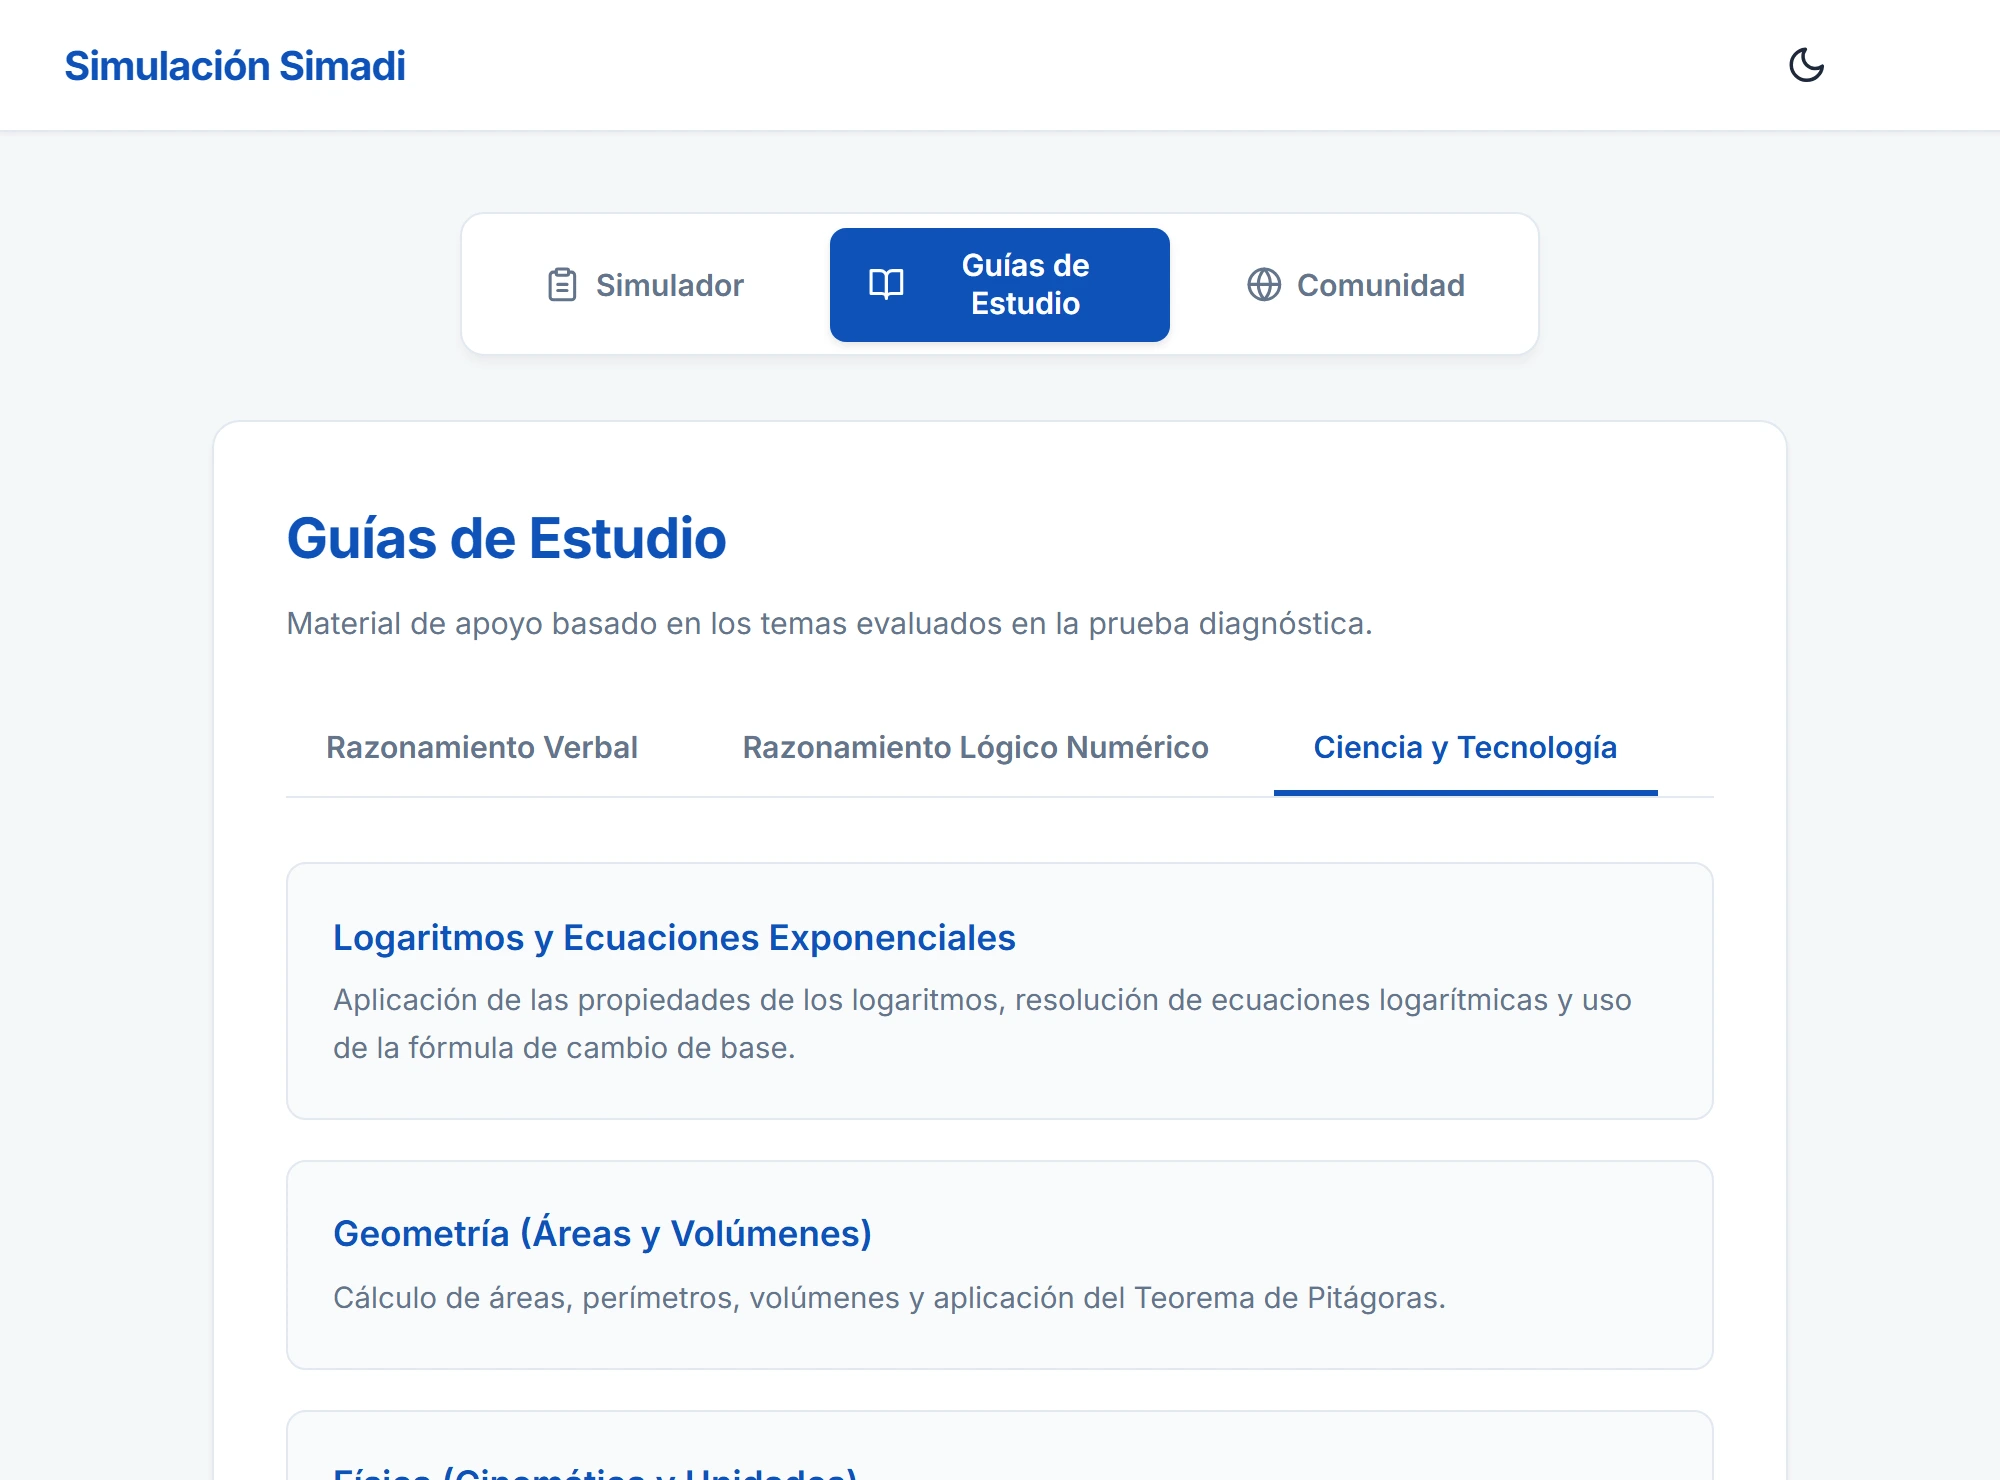 Simulación Simadi
Simulador
Guías de
Estudio
Comunidad
Guías de Estudio
Material de apoyo basado en los temas evaluados en la prueba diagnóstica.
Razonamiento Verbal
Razonamiento Lógico Numérico
Ciencia y Tecnología
Logaritmos y Ecuaciones Exponenciales
Aplicación de las propiedades de los logaritmos, resolución de ecuaciones logarítmicas y uso
de la fórmula de cambio de base.
Geometría (Áreas y Volúmenes)
Cálculo de áreas, perímetros, volúmenes y aplicación del Teorema de Pitágoras.
Física (Cinemática y Unidades)